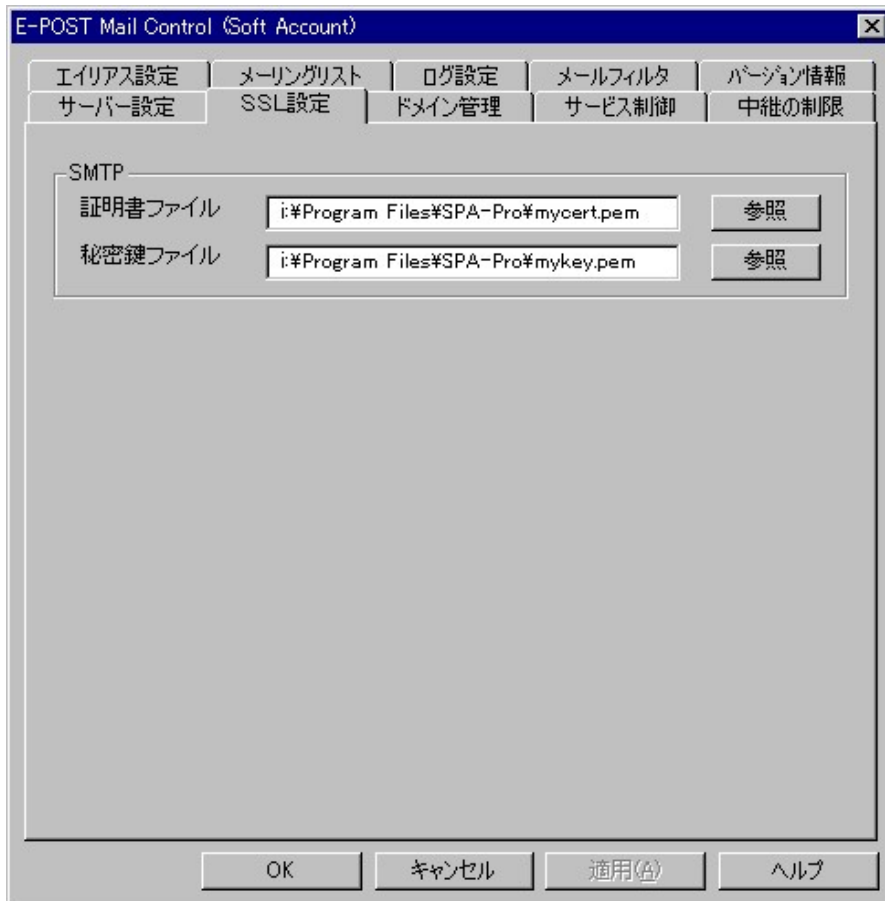 E-POST Mail Control (Soft Account)
エイリアス設定 メーリングリスト ログ設定 メールフィルタ バージョン情報
サーバー設定 SSL設定 ドメイン管理 サービス制御 中継の制限
SMTP
証明書ファイル i:¥Program Files¥SPA-Pro¥mycert.pem 参照
秘密鍵ファイル i:¥Program Files¥SPA-Pro¥mykey.pem 参照
OK キャンセル 適用(A) ヘルプ